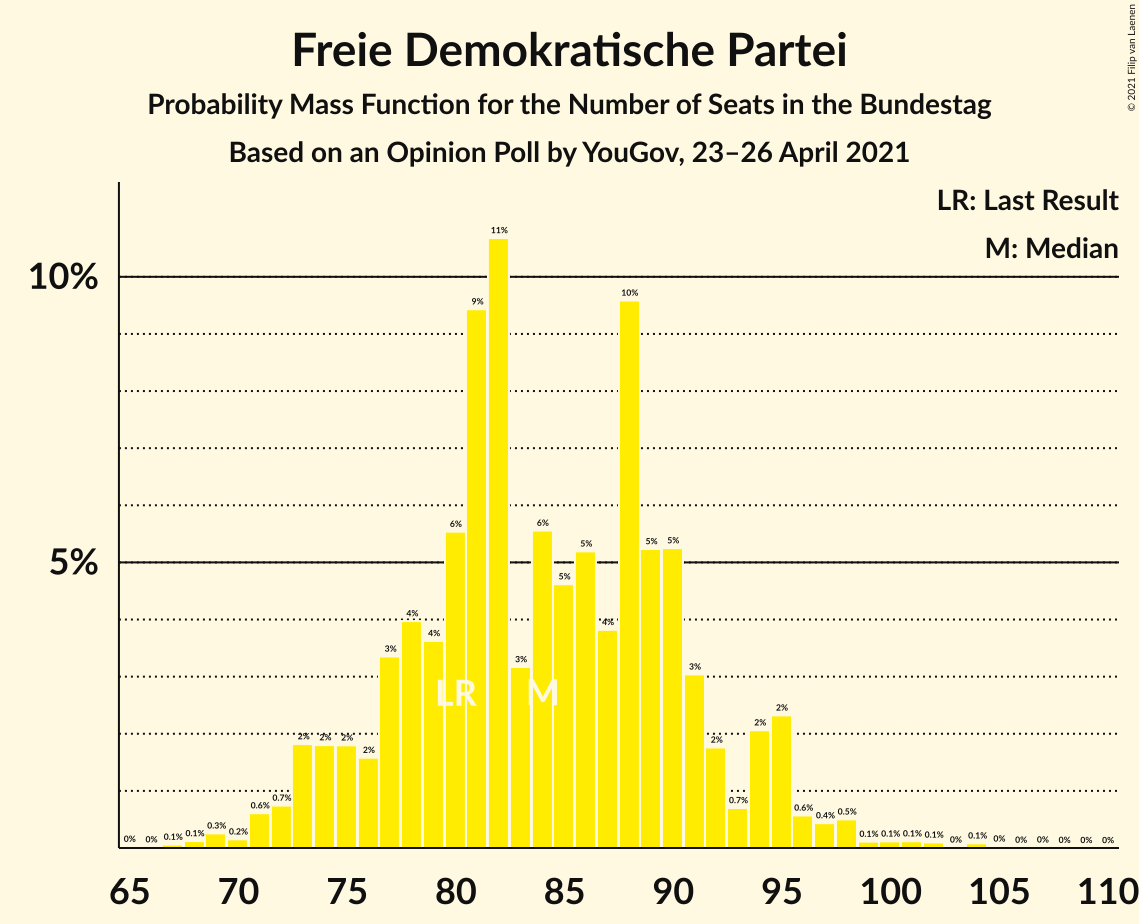 Freie Demokratische Partei
Probability Mass Function for the Number of Seats in the Bundestag
Based on an Opinion Poll by YouGov, 23–26 April 2021
© 2021 Filip van Laenen
LR: Last Result
M: Median
10%
5%
0% 0% 0.1% 0.1% 0.3% 0.2% 0.6% 0.7% 2% 2% 2% 2% 3% 4% 4% 6% 9% 11% 3% 6% 5% 5% 4% 10% 5% 5% 3% 2% 0.7% 2% 2% 0.6% 0.4% 0.5% 0.1% 0.1% 0.1% 0.1% 0% 0.1% 0% 0% 0% 0% 0% 0%
LR M
65 70 75 80 85 90 95 100 105 110